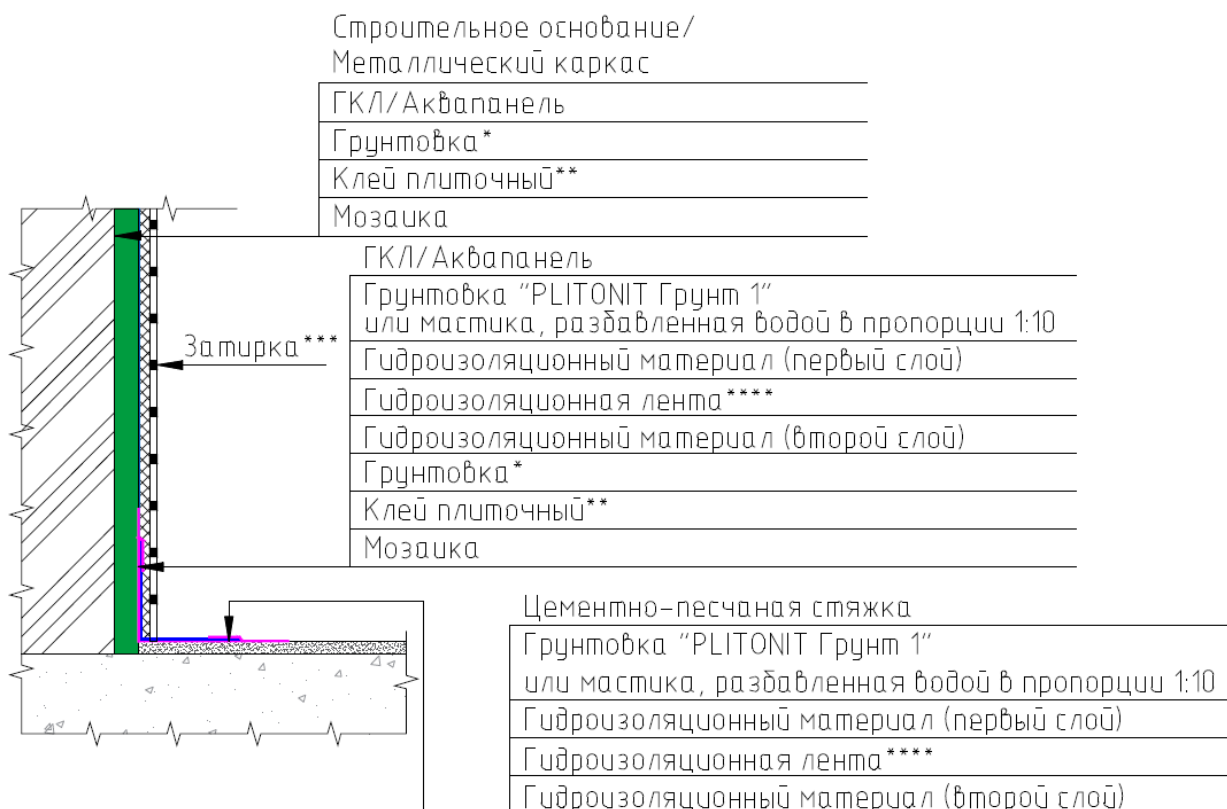 Строительное основание/
Металлический каркас
ГКЛ/Аквапанель
Грунтовка*
Клей плиточный**
Мозаика
ГКЛ/Аквапанель
Грунтовка "PLITONIT Грунт 1"
или мастика, разбавленная водой в пропорции 1:10
Затирка***
Гидроизоляционный материал (первый слой)
Гидроизоляционная лента****
Гидроизоляционный материал (второй слой)
Грунтовка*
Клей плиточный**
Мозаика
Цементно-песчаная стяжка
Грунтовка "PLITONIT Грунт 1"
или мастика, разбавленная водой в пропорции 1:10
Гидроизоляционный материал (первый слой)
Гидроизоляционная лента****
Гидроизоляционный материал (второй слой)